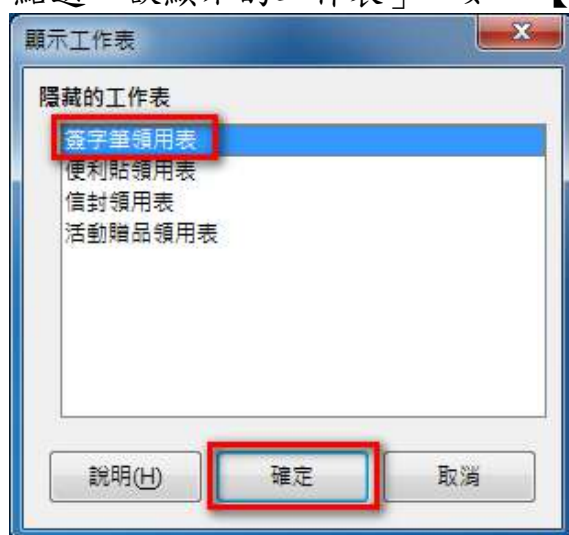 顯示工作表
隱藏的工作表
簽字筆領用表
便利貼領用表
信封領用表
活動贈品領用表
說明(H)
確定
取消